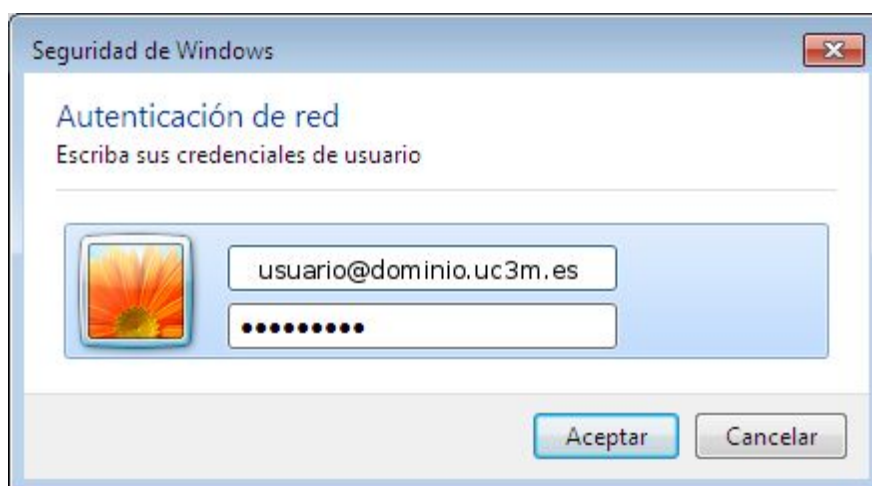 Seguridad de Windows
Autenticación de red
Escriba sus credenciales de usuario
usuario@dominio.uc3m.es
●●●●●●●●●
Aceptar Cancelar